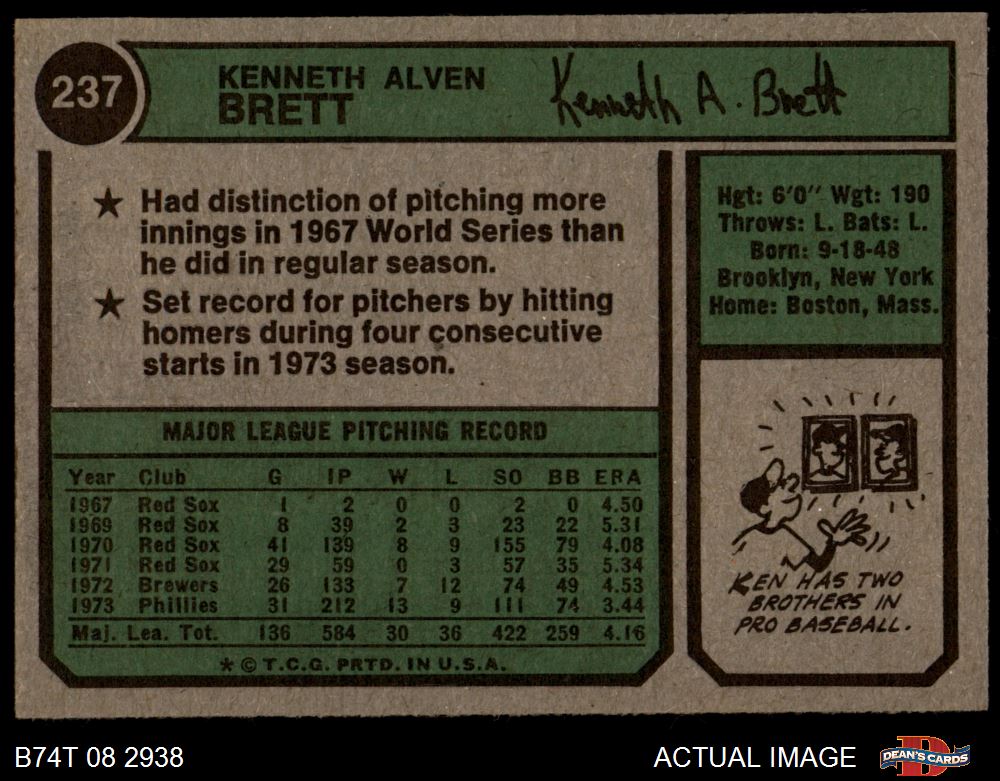 237
KENNETH ALVEN
BRETT
Kenneth A. Brett
★ Had distinction of pitching more
innings in 1967 World Series than
he did in regular season.
★ Set record for pitchers by hitting
homers during four consecutive
starts in 1973 season.
Hgt: 6'0" Wgt: 190
Throws: L. Bats: L.
Born: 9-18-48
Brooklyn, New York
Home: Boston, Mass.
MAJOR LEAGUE PITCHING RECORD
Year Club G IP W L SO BB ERA
1967 Red Sox 1 2 0 0 2 0 4.50
1969 Red Sox 8 39 2 3 23 22 5.31
1970 Red Sox 41 139 8 9 155 79 4.08
1971 Red Sox 29 59 0 3 57 35 5.34
1972 Brewers 26 133 7 12 74 49 4.53
1973 Phillies 31 212 13 9 111 74 3.44
Maj. Lea. Tot. 136 584 30 36 422 259 4.16
* © T.C.G. PRTD. IN U.S.A.
KEN HAS TWO
BROTHERS IN
PRO BASEBALL.
B74T 08 2938
ACTUAL IMAGE
DEAN'S CARDS